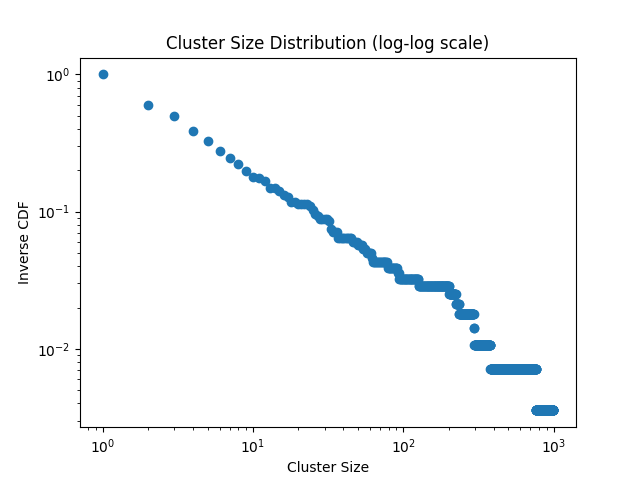 Cluster Size Distribution (log-log scale)
Inverse CDF
10⁰
10⁻¹
10⁻²
10⁰ 10¹ 10² 10³
Cluster Size